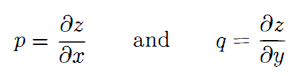 p = ∂z/∂x and q = ∂z/∂y